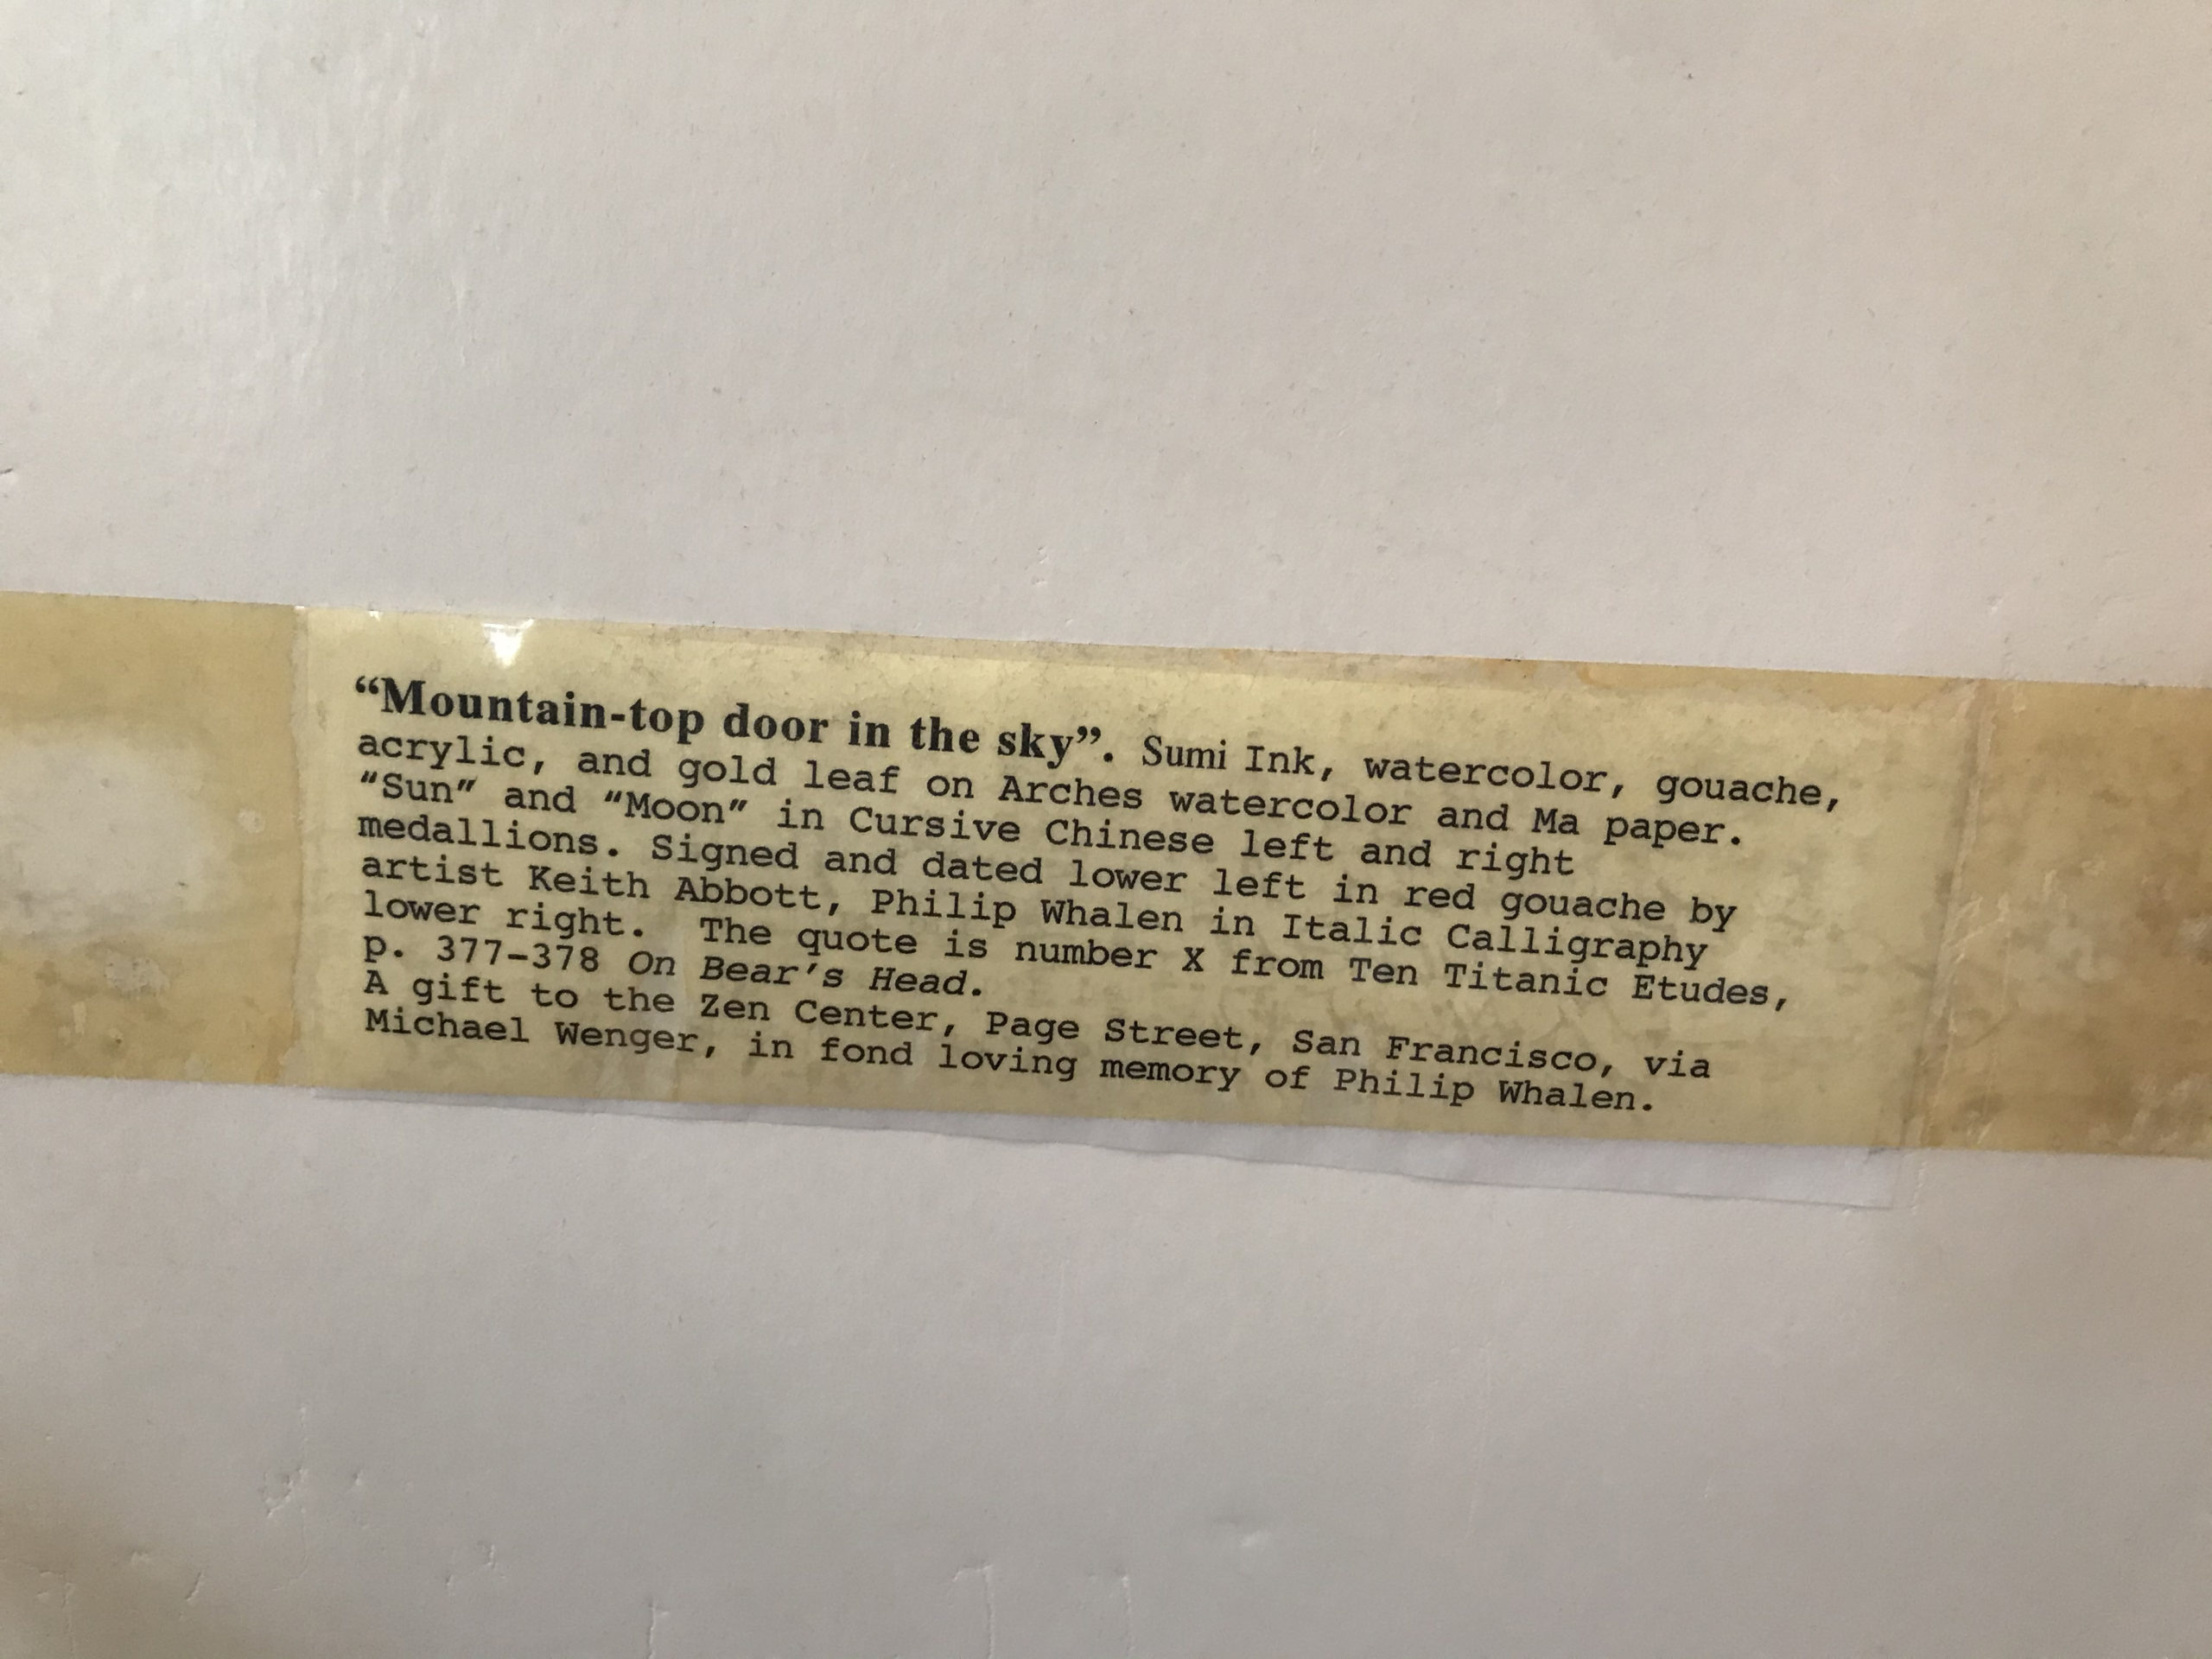 “Mountain-top door in the sky”. Sumi Ink, watercolor, gouache,
acrylic, and gold leaf on Arches watercolor and Ma paper.
“Sun” and “Moon” in Cursive Chinese left and right
medallions. Signed and dated lower left in red gouache by
artist Keith Abbott, Philip Whalen in Italic Calligraphy
lower right.  The quote is number X from Ten Titanic Etudes,
p. 377-378 On Bear’s Head.
A gift to the Zen Center, Page Street, San Francisco, via
Michael Wenger, in fond loving memory of Philip Whalen.